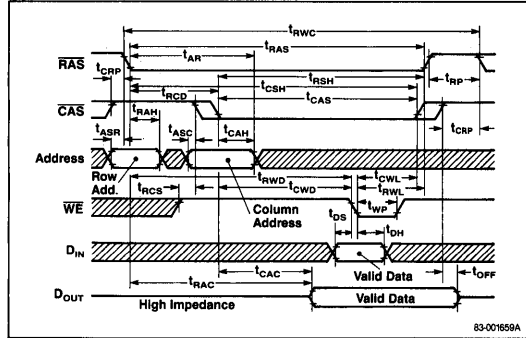 tRWC
tRAS
tAR
RAS
tCRP
tRSH
tRP
tCSH
tRCD
tCAS
CAS
tRAH
tCRP
tASR
tASC
tCAH
Address
Row Add.
tRWD
tCWL
tRCS
tCWD
tRWL
WE
Column Address
tWP
tDS
tDH
DIN
Valid Data
tCAC
tOFF
tRAC
DOUT
High Impedance
Valid Data
83-001659A